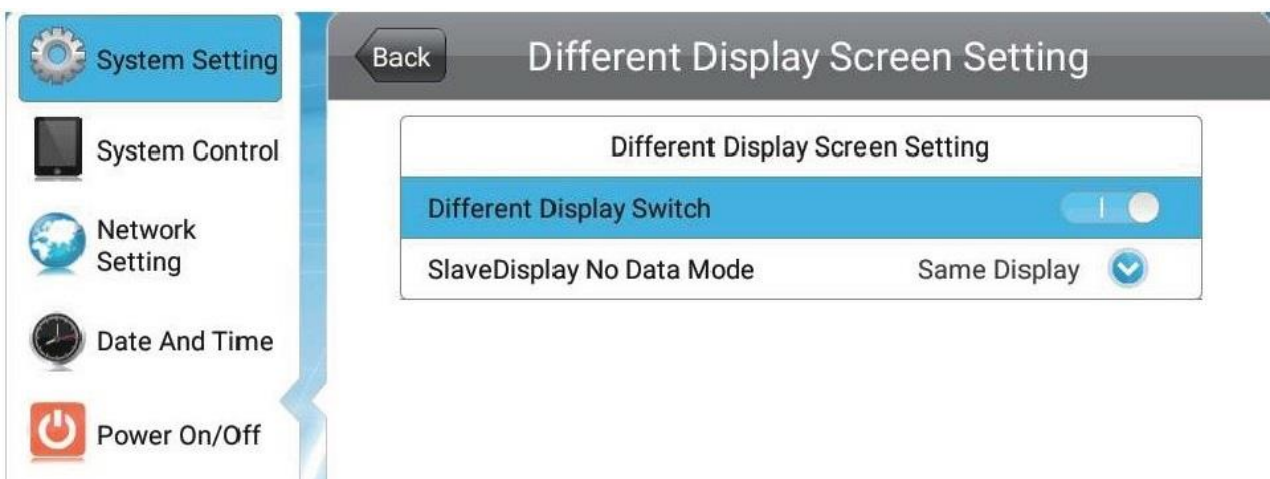 System Setting
System Control
Network
Setting
Date And Time
Power On/Off
Back
Different Display Screen Setting
Different Display Screen Setting
Different Display Switch
SlaveDisplay No Data Mode Same Display